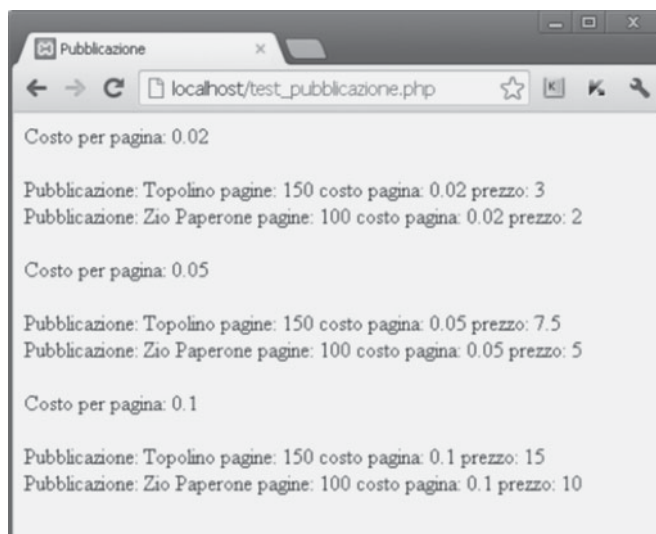 Pubblicazione
localhost/test_pubblicazione.php
Costo per pagina: 0.02
Pubblicazione: Topolino pagine: 150 costo pagina: 0.02 prezzo: 3
Pubblicazione: Zio Paperone pagine: 100 costo pagina: 0.02 prezzo: 2
Costo per pagina: 0.05
Pubblicazione: Topolino pagine: 150 costo pagina: 0.05 prezzo: 7.5
Pubblicazione: Zio Paperone pagine: 100 costo pagina: 0.05 prezzo: 5
Costo per pagina: 0.1
Pubblicazione: Topolino pagine: 150 costo pagina: 0.1 prezzo: 15
Pubblicazione: Zio Paperone pagine: 100 costo pagina: 0.1 prezzo: 10